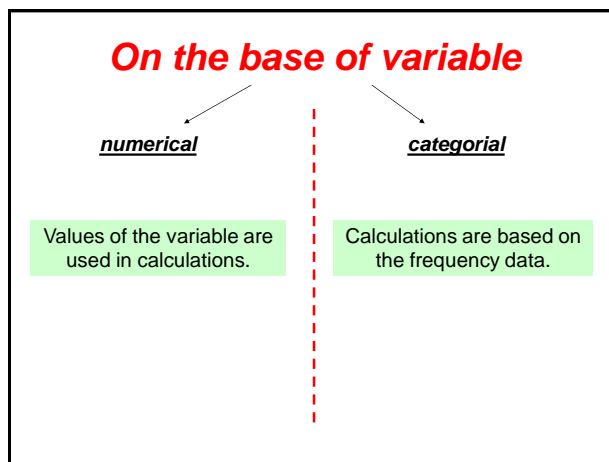 On the base of variable
numerical
categorial
Values of the variable are
used in calculations.
Calculations are based on
the frequency data.